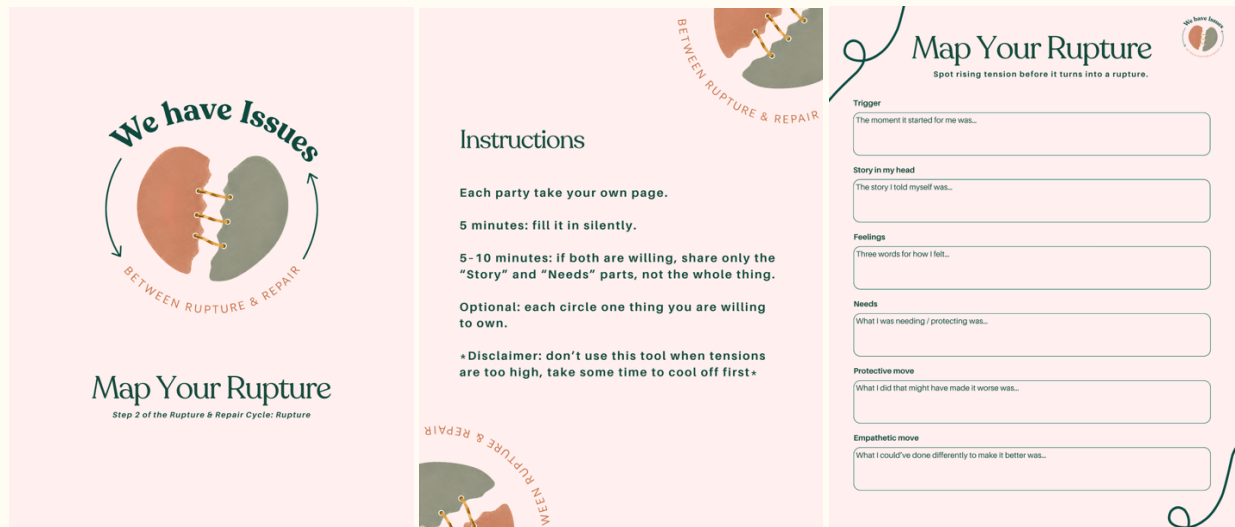 We have Issues
BETWEEN RUPTURE & REPAIR
Map Your Rupture
Step 2 of the Rupture & Repair Cycle: Rupture
BETWEEN RUPTURE & REPAIR
Instructions
Each party take your own page.
5 minutes: fill it in silently.
5-10 minutes: if both are willing, share only the
“Story” and “Needs” parts, not the whole thing.
Optional: each circle one thing you are willing
to own.
*Disclaimer: don’t use this tool when tensions
are too high, take some time to cool off first*
WEEN RUPTURE & REPAIR
We have Issues
Map Your Rupture
Spot rising tension before it turns into a rupture.
Trigger
The moment it started for me was...
Story in my head
The story I told myself was...
Feelings
Three words for how I felt...
Needs
What I was needing / protecting was...
Protective move
What I did that might have made it worse was...
Empathetic move
What I could’ve done differently to make it better was...